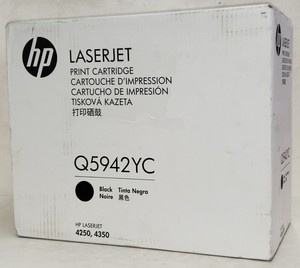 hp
LASERJET
PRINT CARTRIDGE
CARTOUCHE D'IMPRESSION
CARTUCHO DE IMPRESIÓN
TISKOVÁ KAZETA
打印硒鼓
Q5942YC
Black Tinta Negra
Noire 黑色
HP LASERJET
4250, 4350